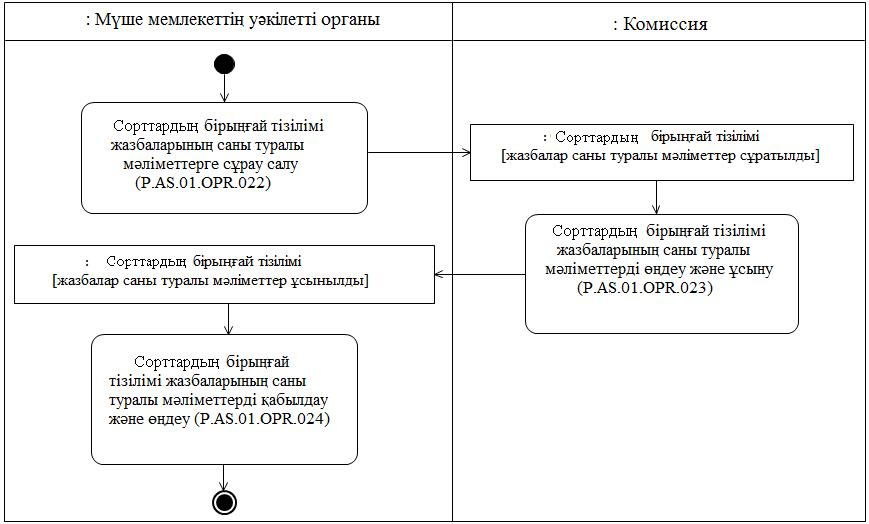 : Мүше мемлекеттің уәкілетті органы
: Комиссия
Сорттардың бірыңғай тізілімі
жазбаларының саны туралы
мәліметтерге сұрау салу
(P.AS.01.OPR.022)
: Сорттардың бірыңғай тізілімі
[жазбалар саны туралы мәліметтер сұратылды]
Сорттардың бірыңғай тізілімі
жазбаларының саны туралы
мәліметтерді өңдеу және ұсыну
(P.AS.01.OPR.023)
: Сорттардың бірыңғай тізілімі
[жазбалар саны туралы мәліметтер ұсынылды]
Сорттардың бірыңғай
тізілімі жазбаларының саны
туралы мәліметтерді қабылдау
және өңдеу (P.AS.01.OPR.024)